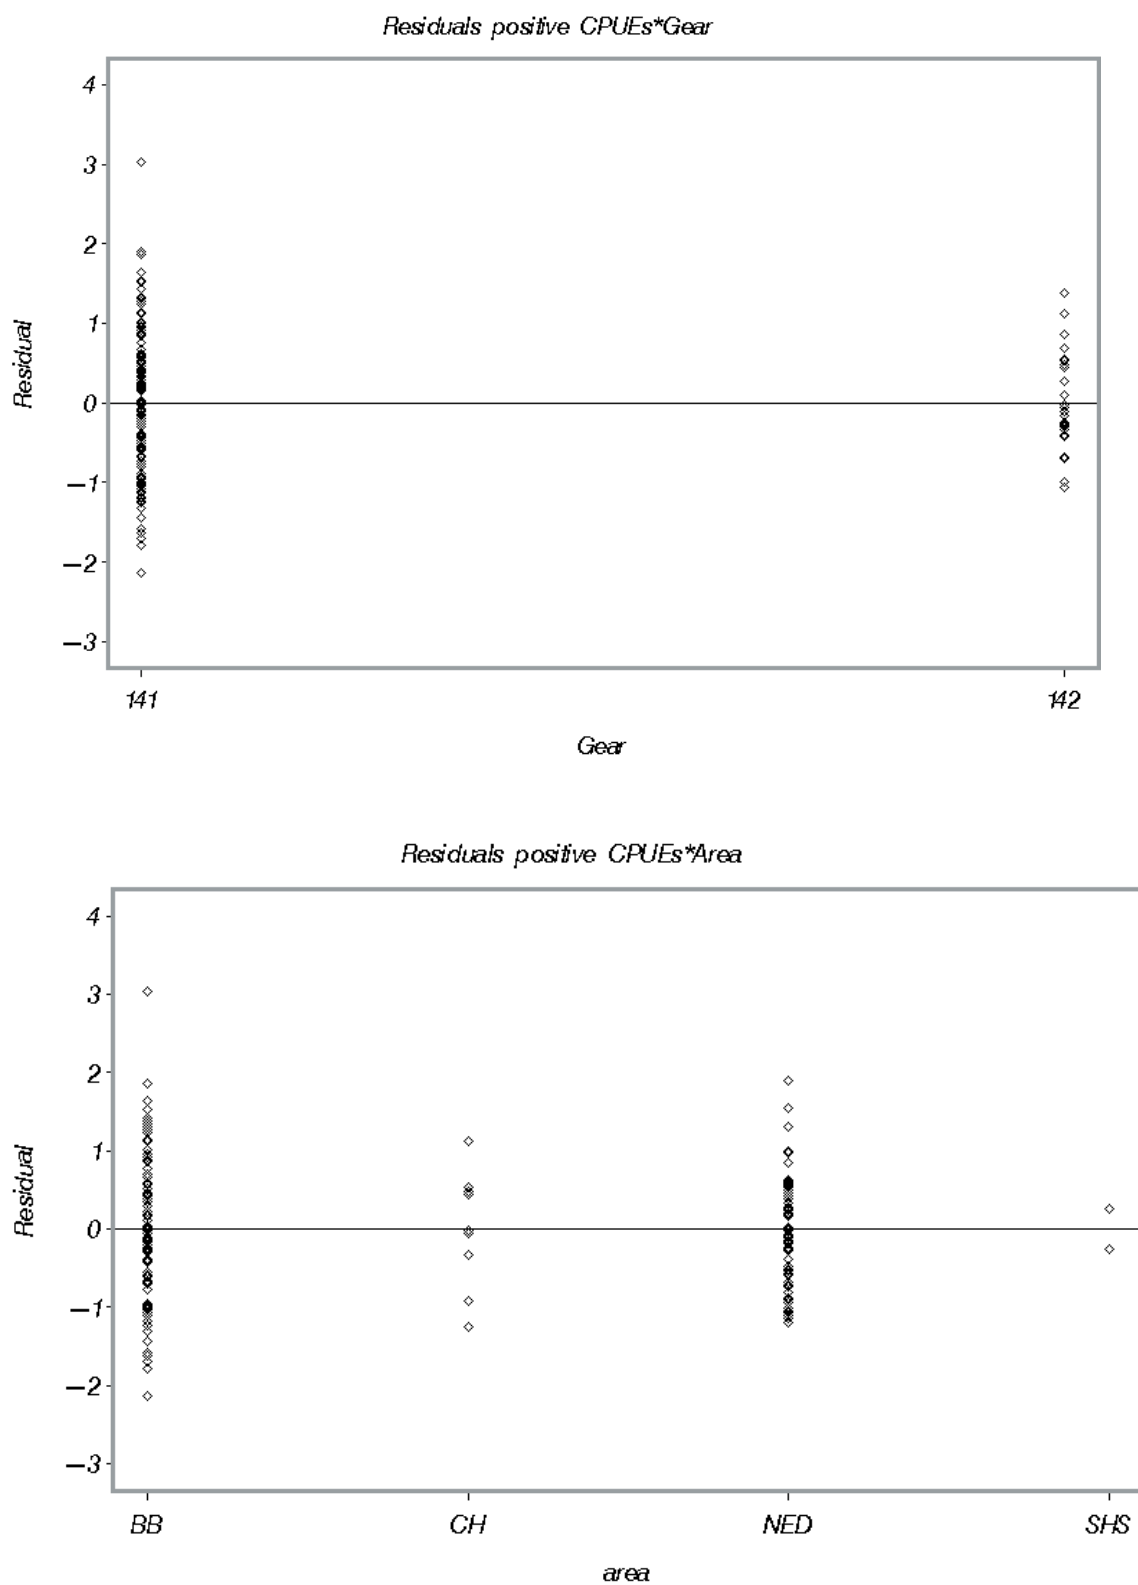 Residuals positive CPUEs*Gear
4
3
2
1
0
−1
−2
−3
Residual
141 142
Gear
Residuals positive CPUEs*Area
4
3
2
1
0
−1
−2
−3
Residual
BB CH NED SHS
area